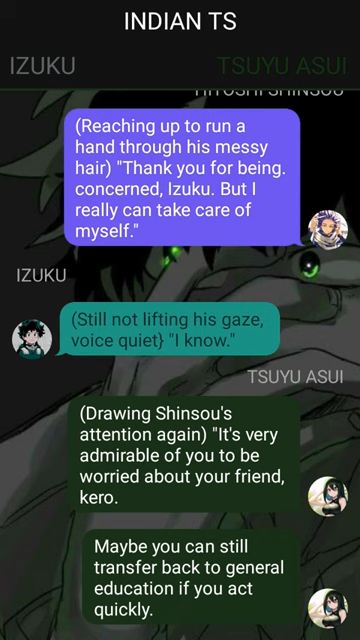 INDIAN TS
IZUKU
TSUYU ASUI
HITOSHI SHINSOU
(Reaching up to run a
hand through his messy
hair) "Thank you for being.
concerned, Izuku. But I
really can take care of
myself."
IZUKU
(Still not lifting his gaze,
voice quiet} "I know."
TSUYU ASUI
(Drawing Shinsou's
attention again) "It's very
admirable of you to be
worried about your friend,
kero.
Maybe you can still
transfer back to general
education if you act
quickly.